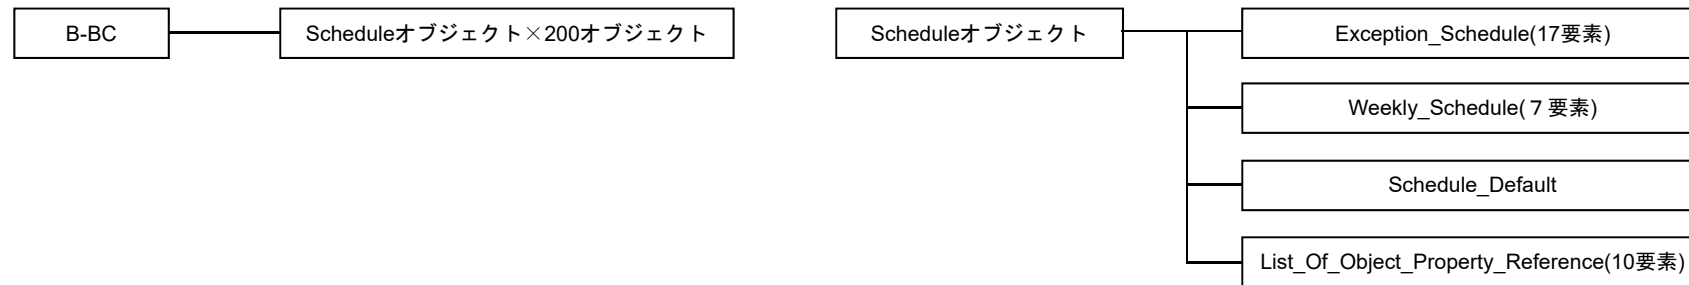 B-BC
Scheduleオブジェクト×200オブジェクト
Scheduleオブジェクト
Exception_Schedule(17要素)
Weekly_Schedule(７要素)
Schedule_Default
List_Of_Object_Property_Reference(10要素)